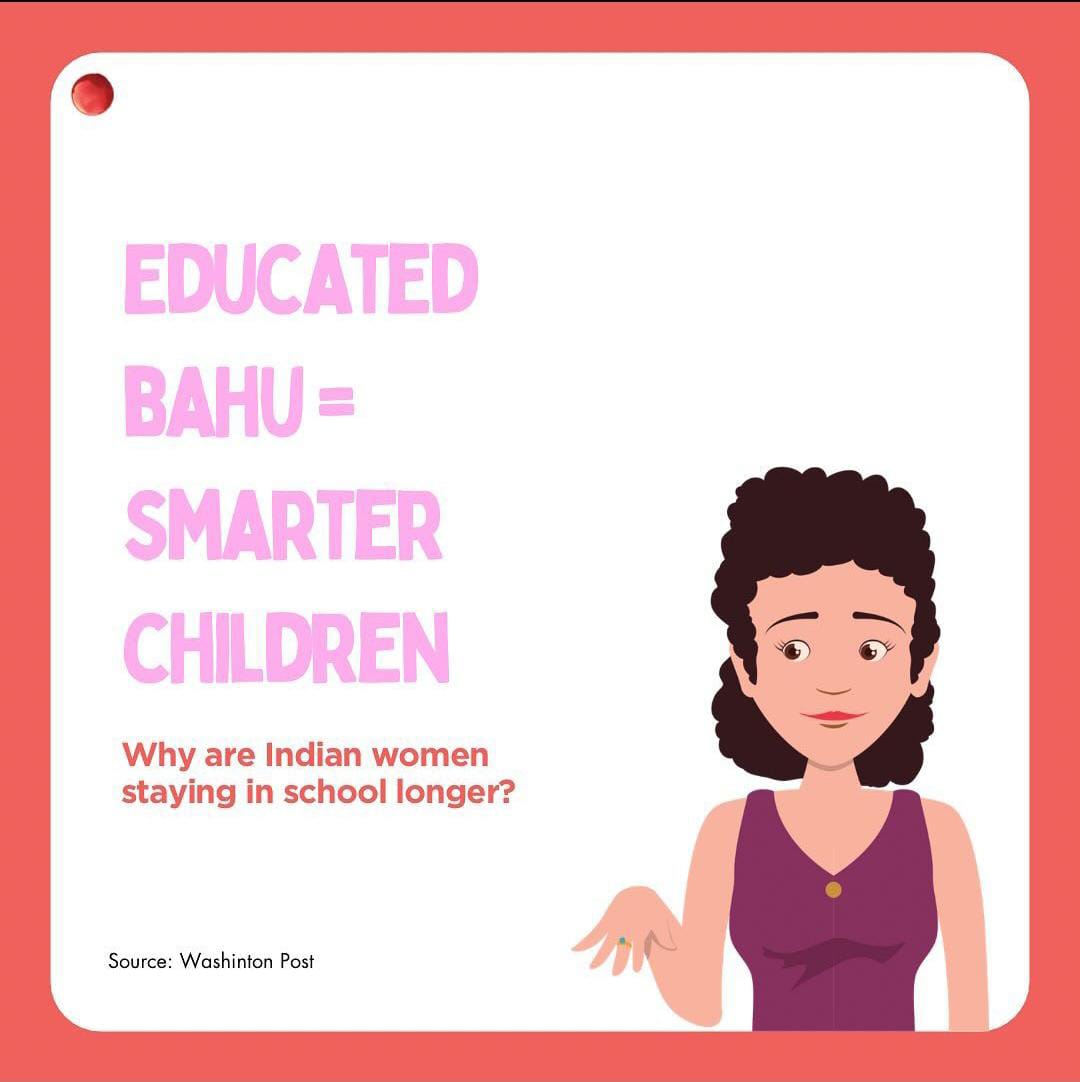 EDUCATED
BAHU =
SMARTER
CHILDREN
Why are Indian women
staying in school longer?
Source: Washinton Post